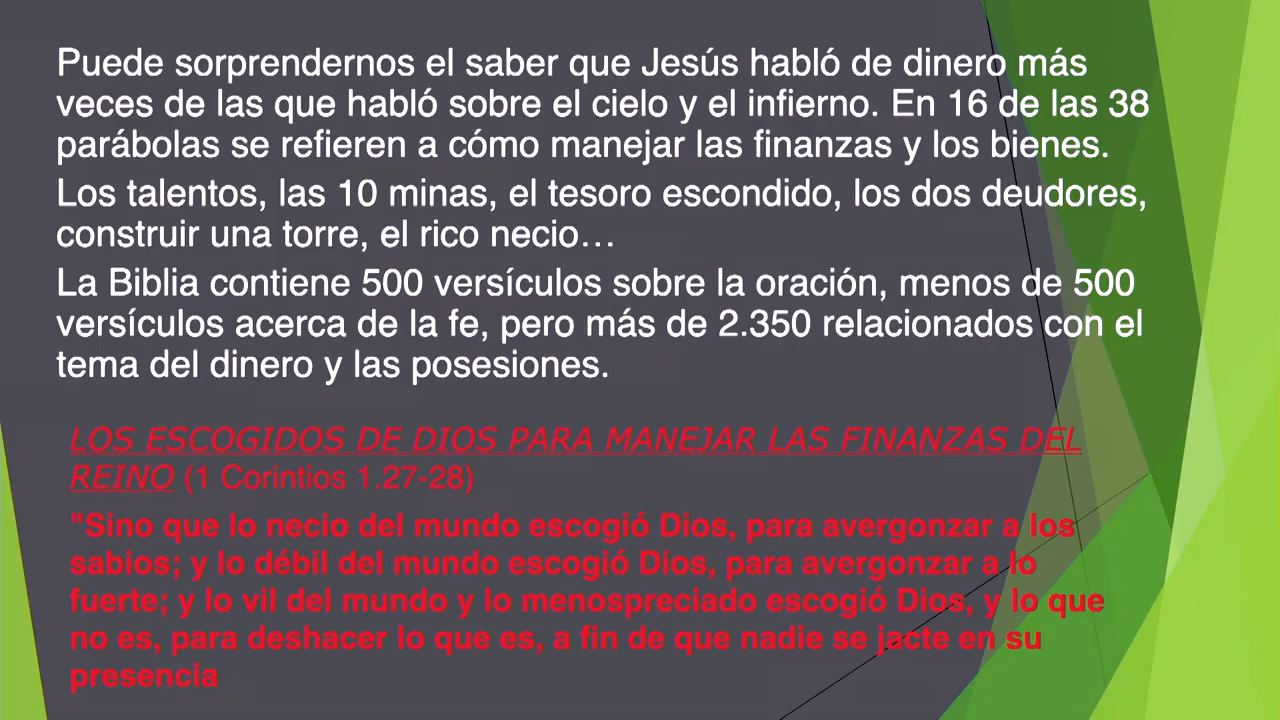 Puede sorprendernos el saber que Jesús habló de dinero más
veces de las que habló sobre el cielo y el infierno. En 16 de las 38
parábolas se refieren a cómo manejar las finanzas y los bienes.
Los talentos, las 10 minas, el tesoro escondido, los dos deudores,
construir una torre, el rico necio…
La Biblia contiene 500 versículos sobre la oración, menos de 500
versículos acerca de la fe, pero más de 2.350 relacionados con el
tema del dinero y las posesiones.
LOS ESCOGIDOS DE DIOS PARA MANEJAR LAS FINANZAS DEL
REINO (1 Corintios 1.27-28)
"Sino que lo necio del mundo escogió Dios, para avergonzar a los
sabios; y lo débil del mundo escogió Dios, para avergonzar a lo
fuerte; y lo vil del mundo y lo menospreciado escogió Dios, y lo que
no es, para deshacer lo que es, a fin de que nadie se jacte en su
presencia